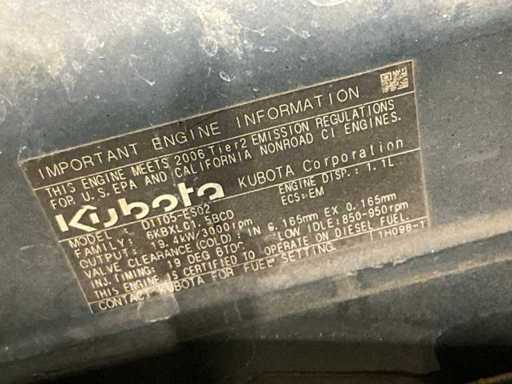 IMPORTANT ENGINE INFORMATION
THIS ENGINE MEETS 2006 Tier2 EMISSION REGULATIONS
FOR U.S. EPA AND CALIFORNIA NONROAD CI ENGINES.
Kubota KUBOTA Corporation
MODEL: D1105-ES02 ENGINE DISP.: 1.1L
FAMILY: 6KBXL01.5BCD ECS: EM
OUTPUT: 19.4kW/3000rpm
VALVE CLEARANCE (COLD): IN 0.165mm EX 0.165mm
INJ. TIMING: 19 DEG BTDC LOW IDLE: 850-950rpm
THIS ENGINE IS CERTIFIED TO OPERATE ON DIESEL FUEL.
CONTACT KUBOTA FOR FUEL SETTING. 1H098-1